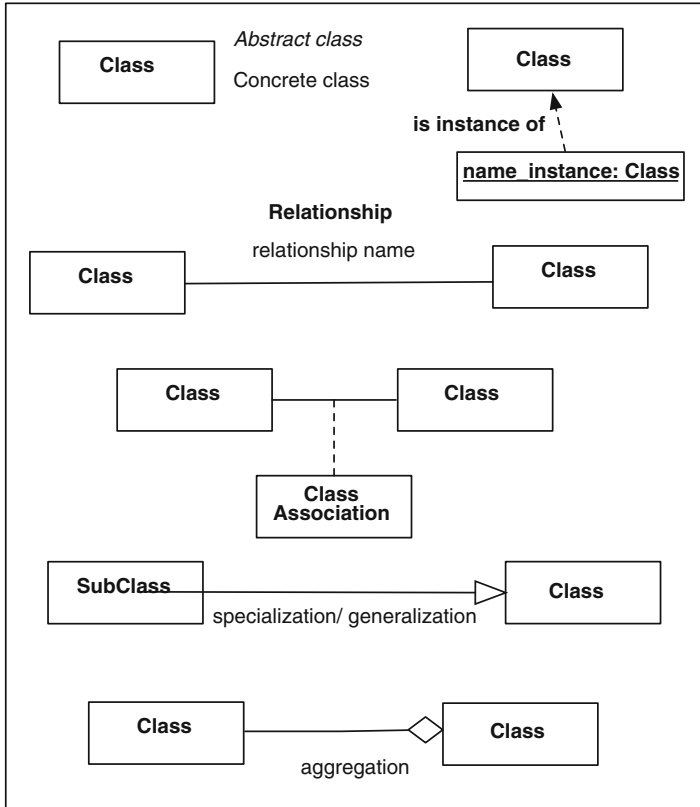 Class
Abstract class
Concrete class
Class
is instance of
name_instance: Class
Relationship
relationship name
Class
Class
Class
Class
Class
Association
SubClass
Class
specialization/ generalization
Class
Class
aggregation